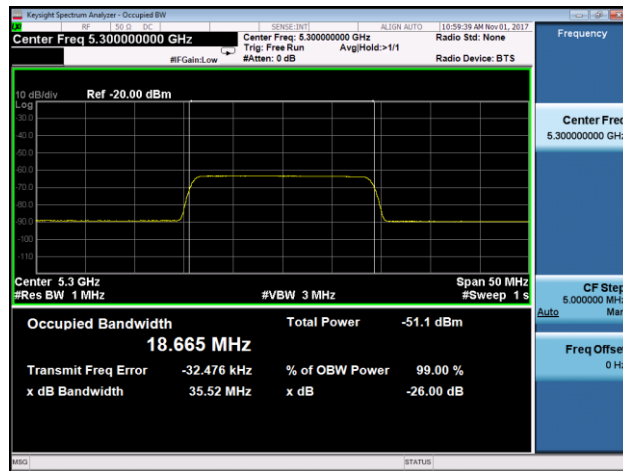 Keysight Spectrum Analyzer - Occupied BW
RF 50 Ω DC SENSE:INT ALIGN AUTO 10:59:39 AM Nov 01, 2017
Center Freq 5.300000000 GHz
Center Freq: 5.300000000 GHz Radio Std: None
Trig: Free Run Avg|Hold:>1/1
#IFGain:Low #Atten: 0 dB Radio Device: BTS
10 dB/div Ref -20.00 dBm
Log
-30.0
-40.0
-50.0
-60.0
-70.0
-80.0
-90.0
-100
-110
Center 5.3 GHz Span 50 MHz
#Res BW 1 MHz #VBW 3 MHz #Sweep 1 s
Occupied Bandwidth Total Power -51.1 dBm
18.665 MHz
Transmit Freq Error -32.476 kHz % of OBW Power 99.00 %
x dB Bandwidth 35.52 MHz x dB -26.00 dB
MSG STATUS
Frequency
Center Freq
5.300000000 GHz
CF Step
5.000000 MHz
Auto Man
Freq Offset
0 Hz